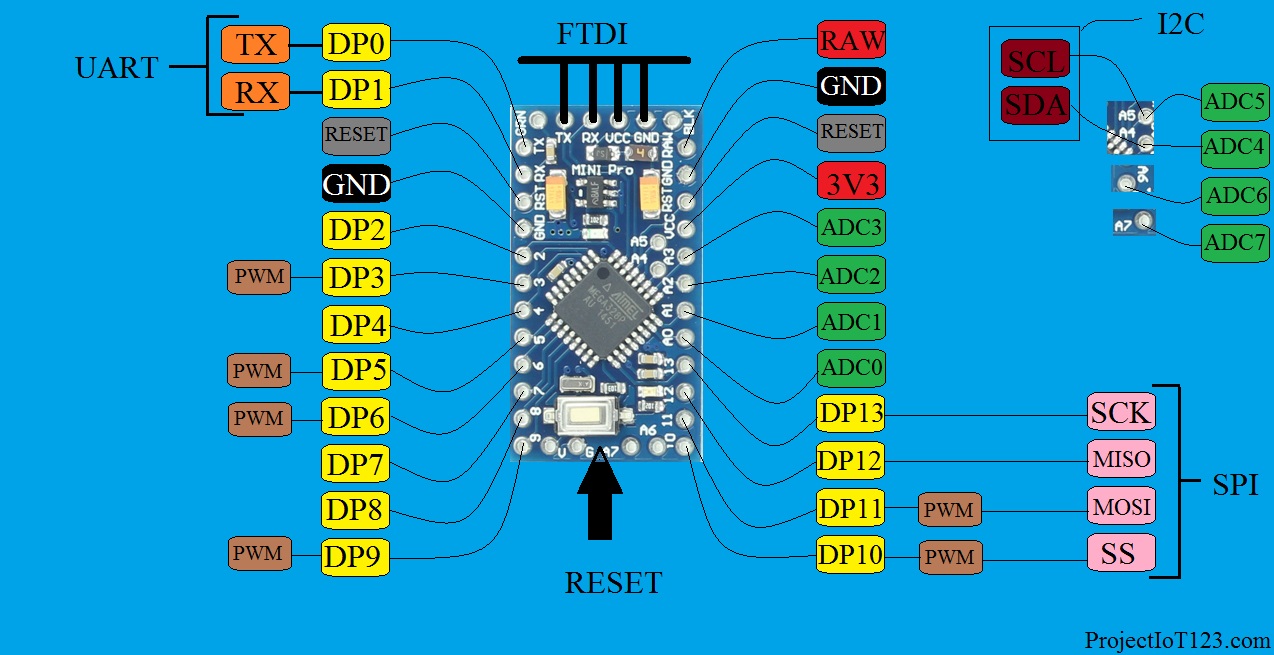 FTDI
I2C
UART
TX
DP0
RX
DP1
RESET
GND
DP2
PWM
DP3
DP4
PWM
DP5
PWM
DP6
DP7
DP8
PWM
DP9
RAW
GND
RESET
3V3
ADC3
ADC2
ADC1
ADC0
DP13
DP12
DP11
PWM
DP10
PWM
SCK
MISO
MOSI
SS
SPI
SCL
SDA
ADC5
ADC4
ADC6
ADC7
A5
A4
A7
TX RX VCC GND
MINI Pro
TX
RX
RST
GND
2
3
4
5
6
7
8
9
RAW
GND
RST
VCC
A3
A2
A1
A0
13
12
11
10
A5
A4
ATMEL
MEGA328P
AU 1451
A6
A7
RESET
ProjectIoT123.com